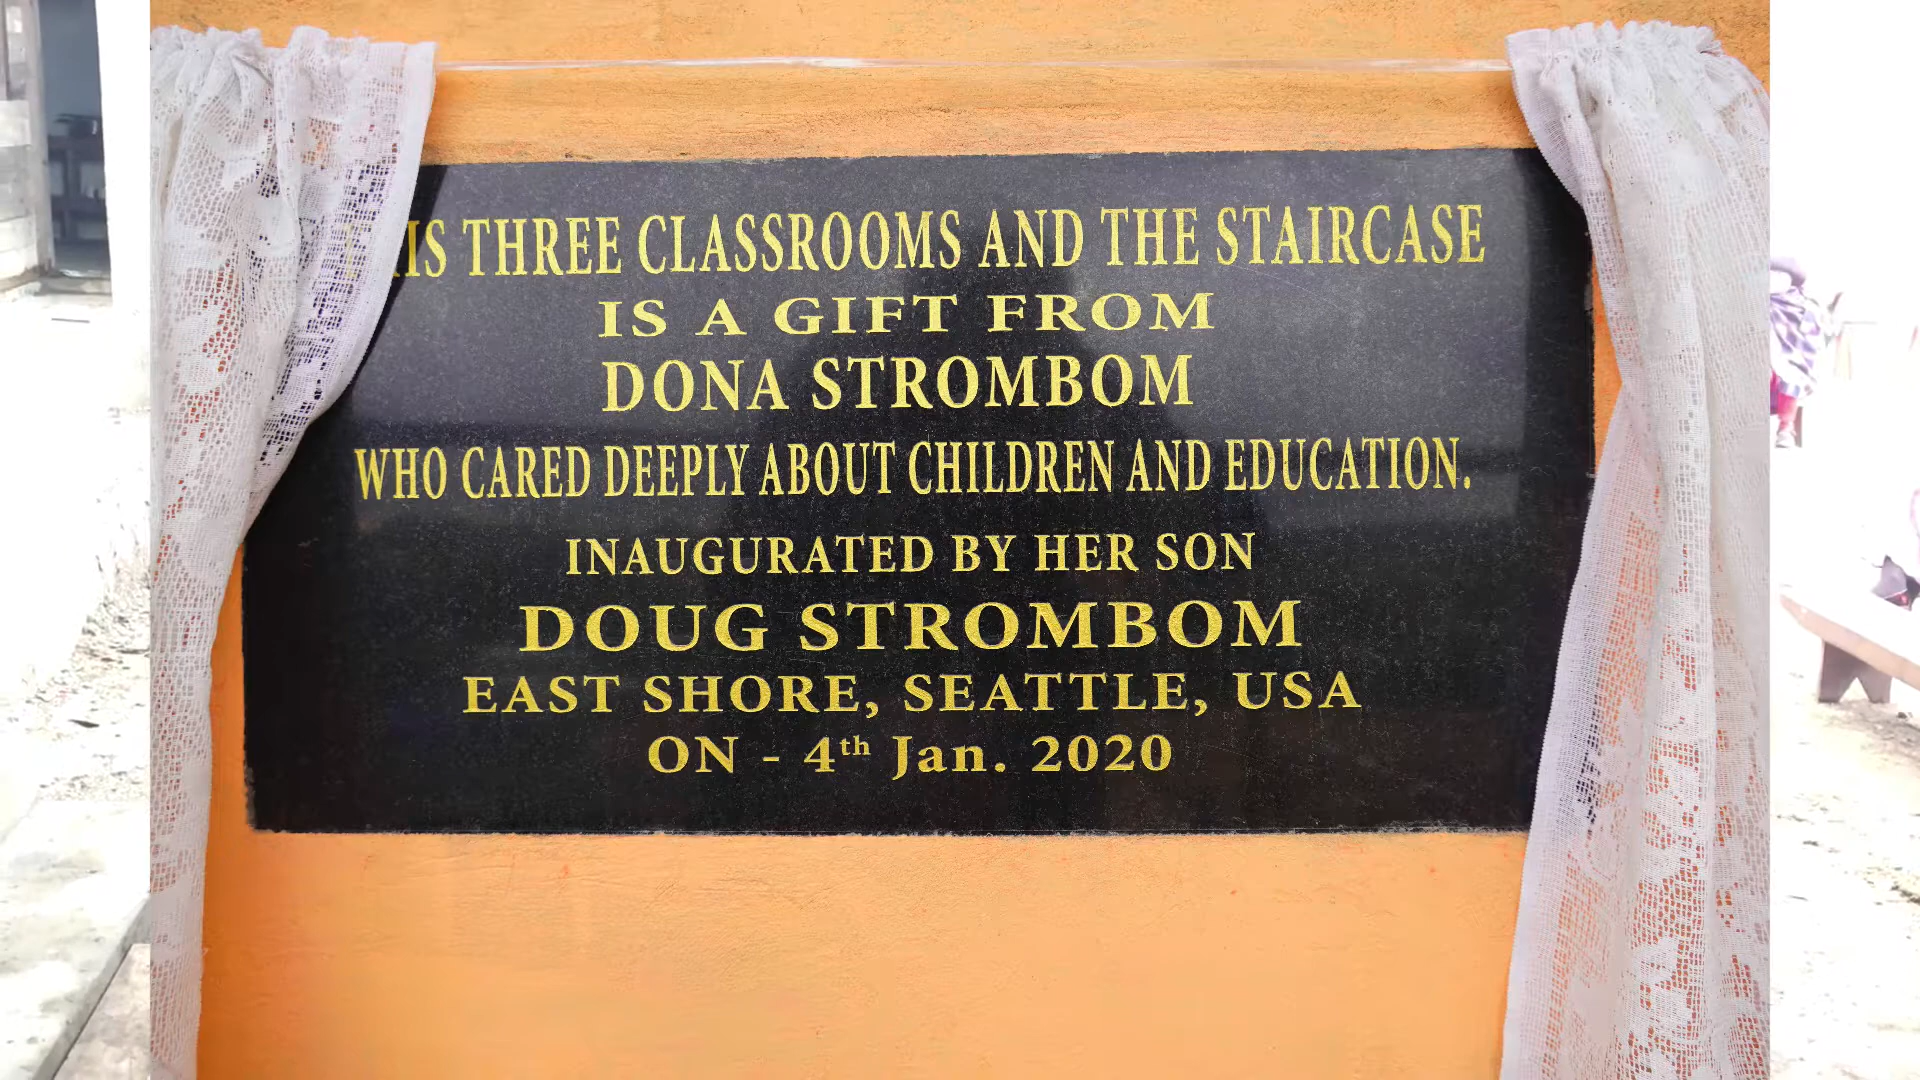 THREE CLASSROOMS AND THE STAIRCASE
IS A GIFT FROM
DONA STROMBOM
WHO CARED DEEPLY ABOUT CHILDREN AND EDUCATION.
INAUGURATED BY HER SON
DOUG STROMBOM
EAST SHORE, SEATTLE, USA
ON - 4th Jan. 2020